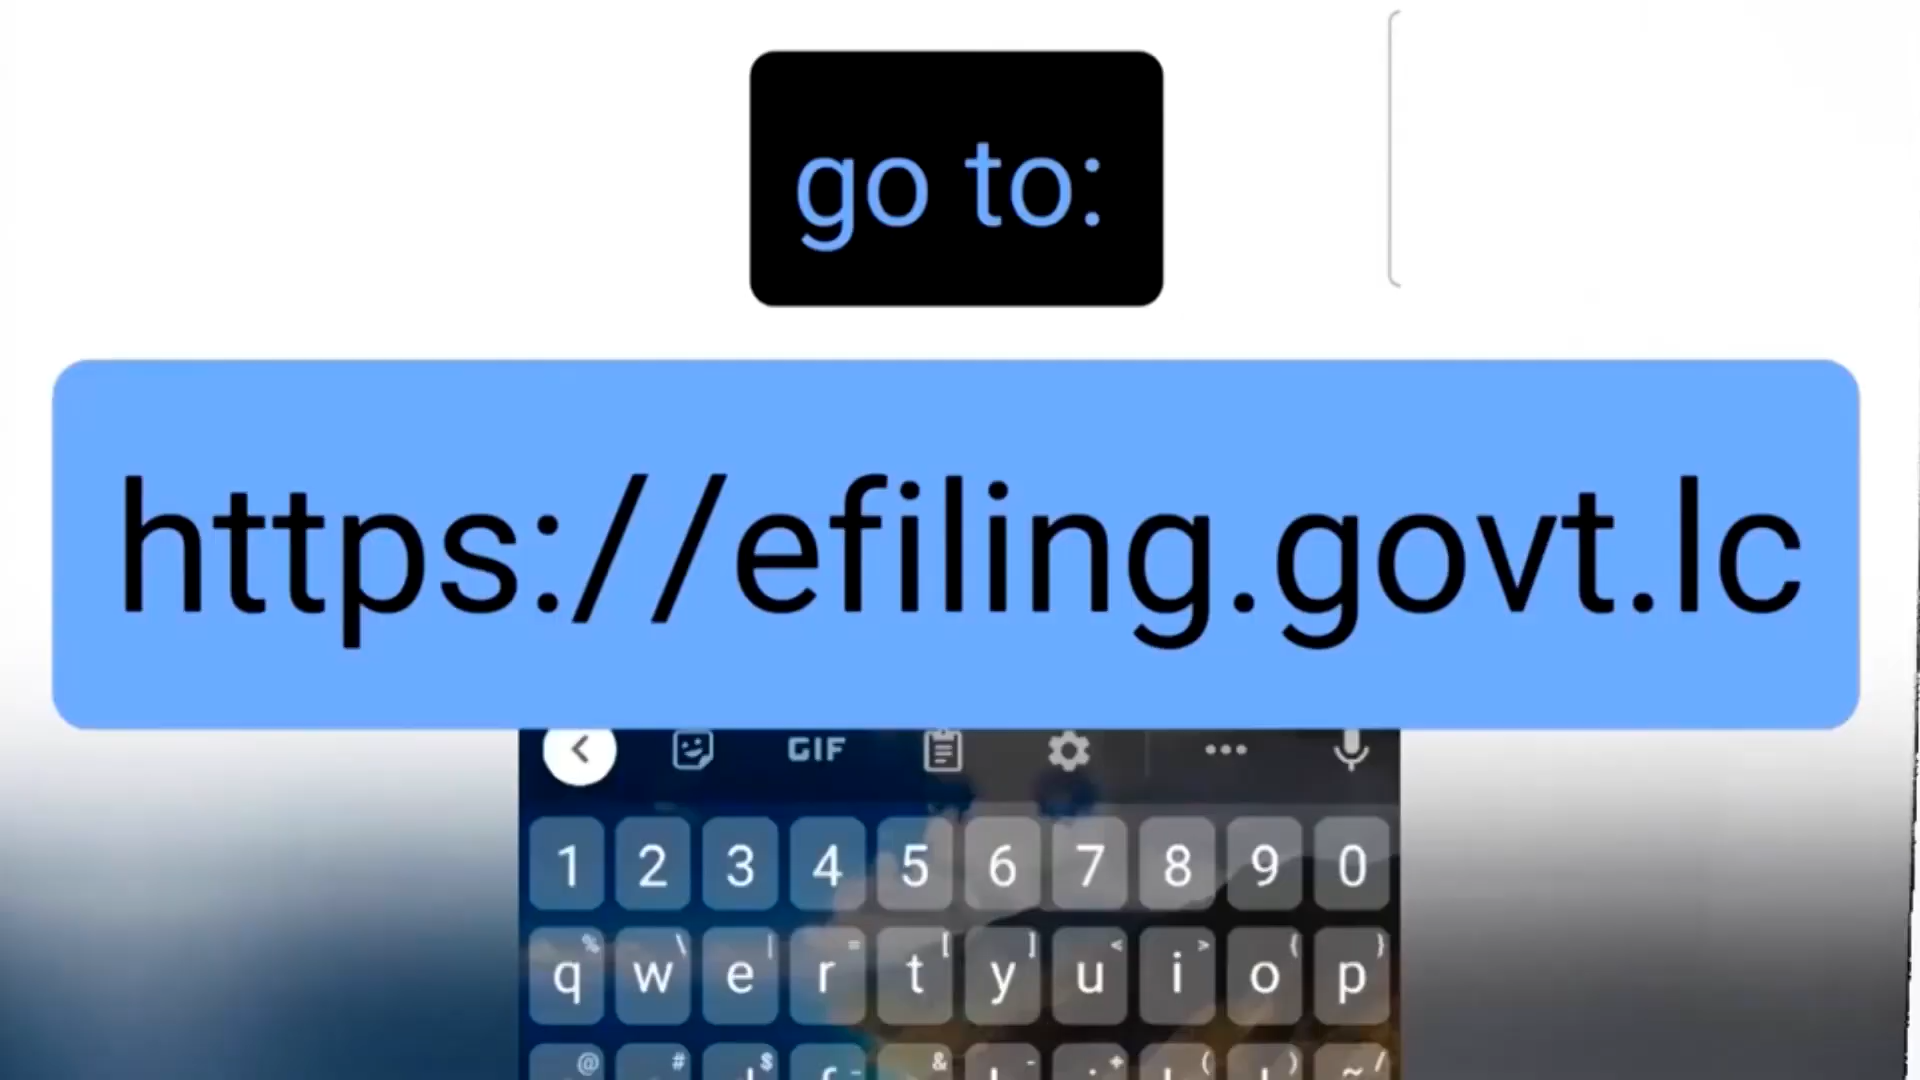 go to:
https://efiling.govt.lc
GIF
1 2 3 4 5 6 7 8 9 0
% \ | = [ ] < > { }
q w e r t y u i o p
@ # $ - & - + ( ) ~ /